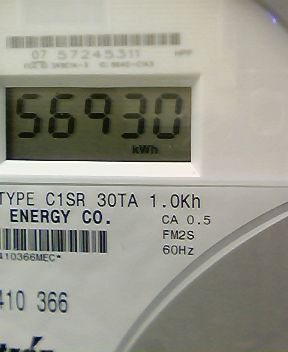 07 57245311
56930
kWh
TYPE C1SR 30TA 1.0Kh
ENERGY CO.
CA 0.5
FM2S
60Hz
410366MEC*
410 366